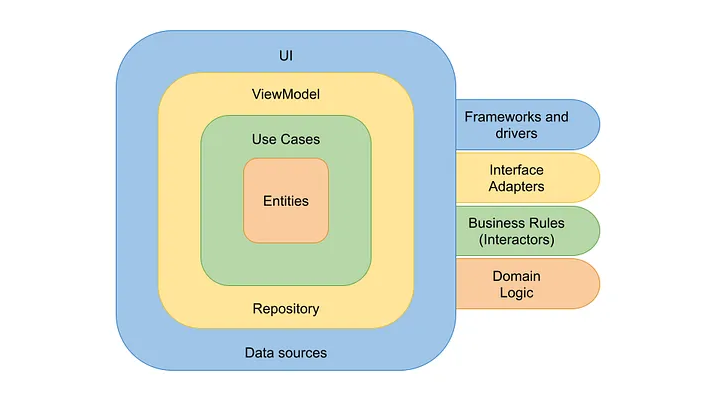 UI
ViewModel
Use Cases
Entities
Repository
Data sources
Frameworks and
drivers
Interface
Adapters
Business Rules
(Interactors)
Domain
Logic